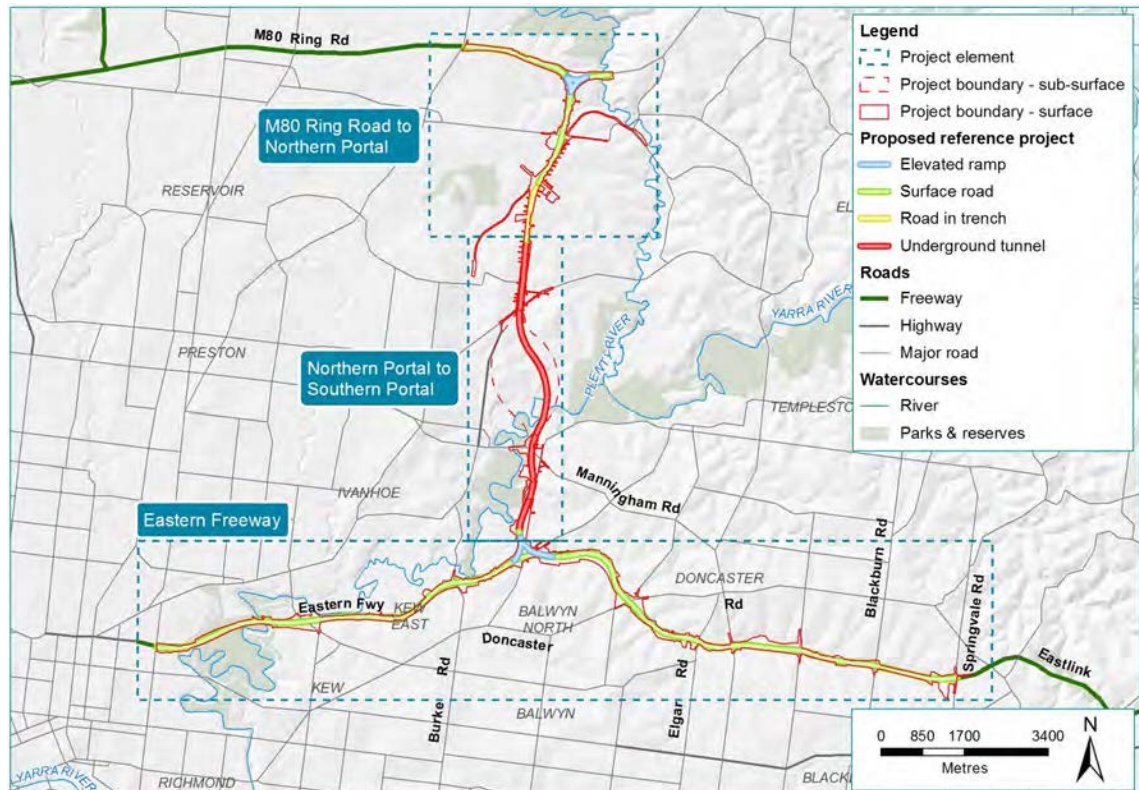 M80 Ring Rd
M80 Ring Road to
Northern Portal
RESERVOIR
PRESTON
Northern Portal to
Southern Portal
PLENTY RIVER
YARRA RIVER
TEMPLESTO
Manningham Rd
IVANHOE
Eastern Freeway
Eastern Fwy
KEW
EAST
BALWYN
NORTH
DONCASTER
Doncaster
Rd
Blackburn Rd
Springvale Rd
Eastlink
KEW
Burke
Rd
BALWYN
Elgar
Rd
RICHMOND
YARRA RIVER
BLACK
EL
Legend
Project element
Project boundary - sub-surface
Project boundary - surface
Proposed reference project
Elevated ramp
Surface road
Road in trench
Underground tunnel
Roads
Freeway
Highway
Major road
Watercourses
River
Parks & reserves
0 850 1700 3400
Metres
N